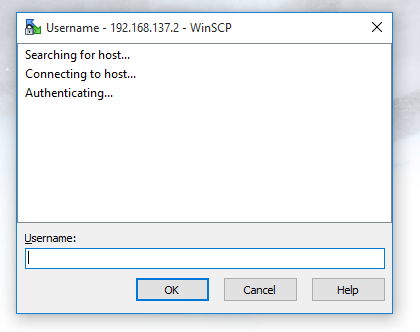 Username - 192.168.137.2 - WinSCP
Searching for host...
Connecting to host...
Authenticating...
Username:
OK Cancel Help